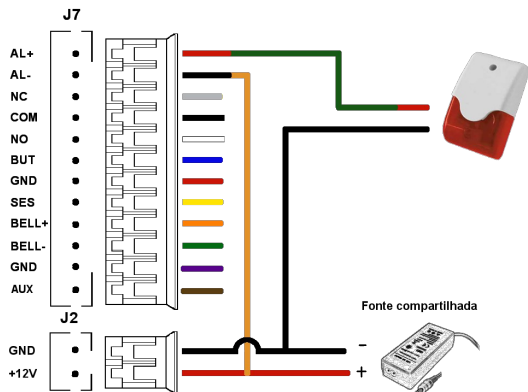 J7
AL+
AL-
NC
COM
NO
BUT
GND
SES
BELL+
BELL-
GND
AUX
J2
GND
+12V
Fonte compartilhada
-
+